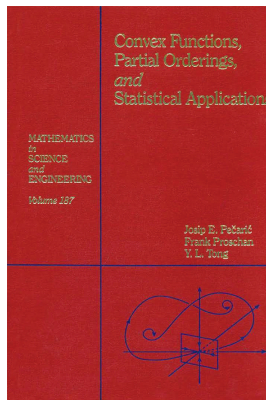 Convex Functions,
Partial Orderings,
and
Statistical Application
MATHEMATICS
in
SCIENCE
and
ENGINEERING
Volume 187
Josip E. Pečarić
Frank Proschan
Y. L. Tong